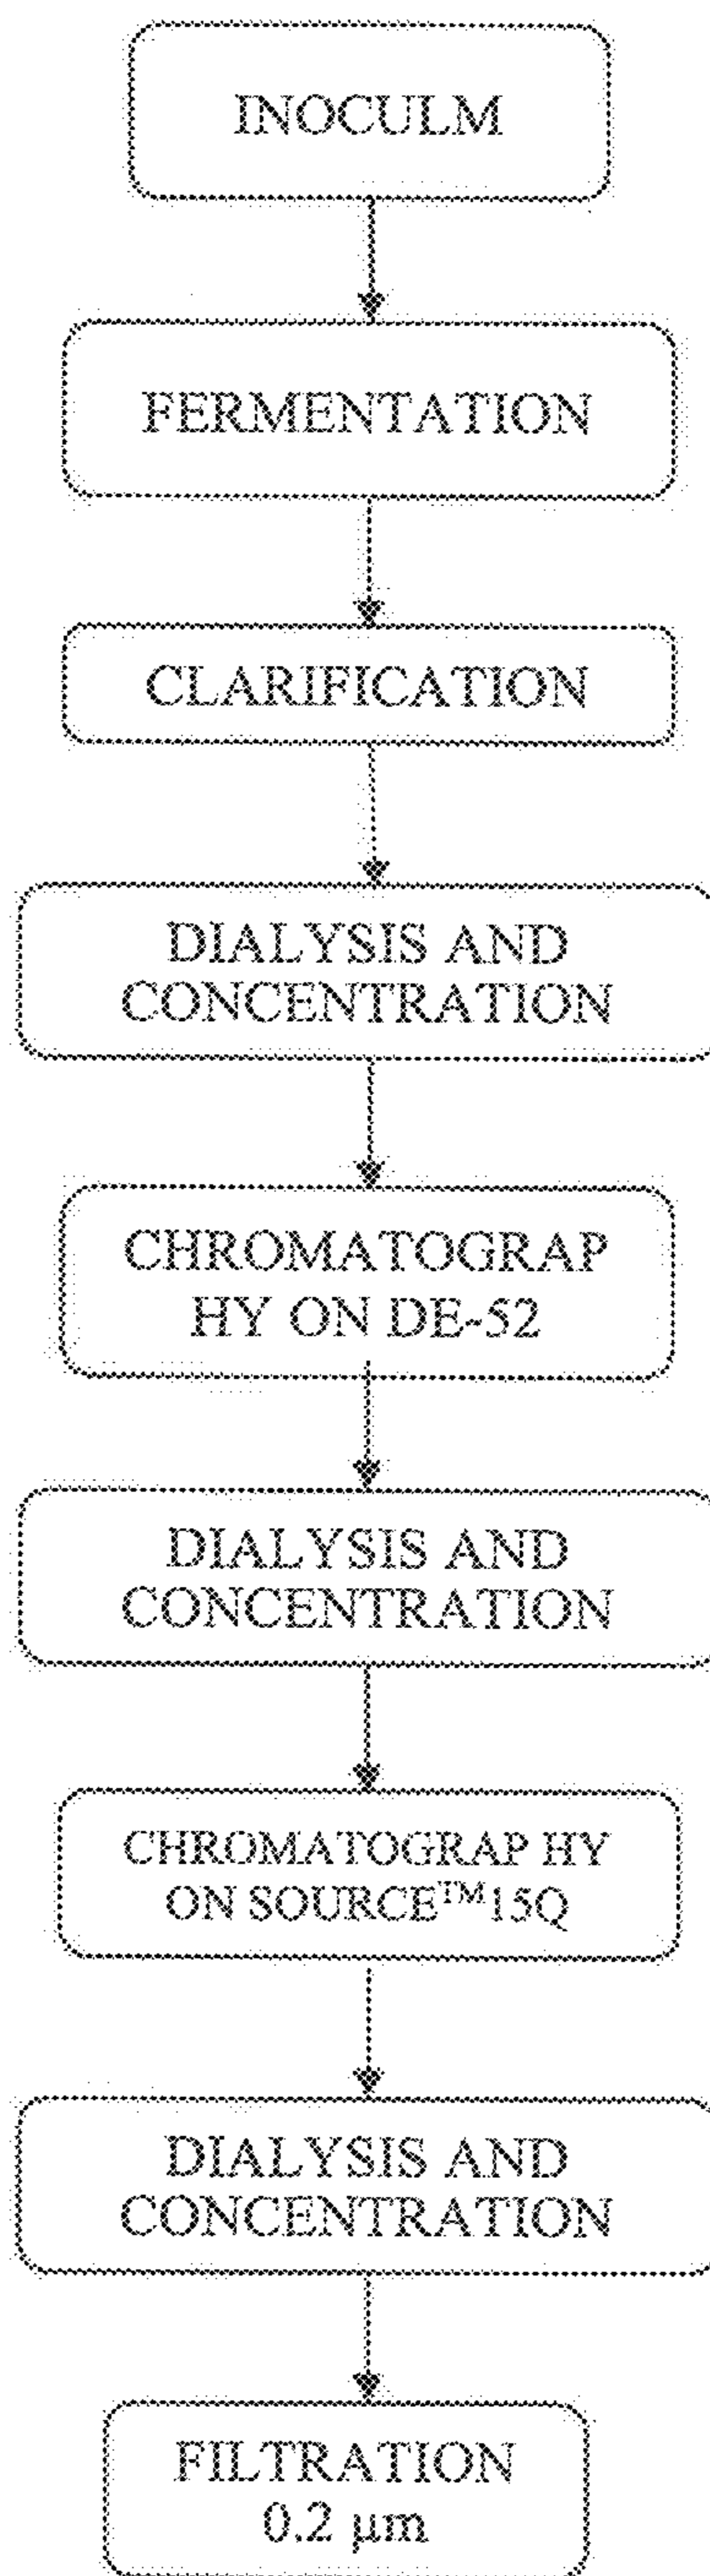 INOCULM
FERMENTATION
CLARIFICATION
DIALYSIS AND
CONCENTRATION
CHROMATOGRAP
HY ON DE-52
DIALYSIS AND
CONCENTRATION
CHROMATOGRAP HY
ON SOURCE™15Q
DIALYSIS AND
CONCENTRATION
FILTRATION
0.2 µm